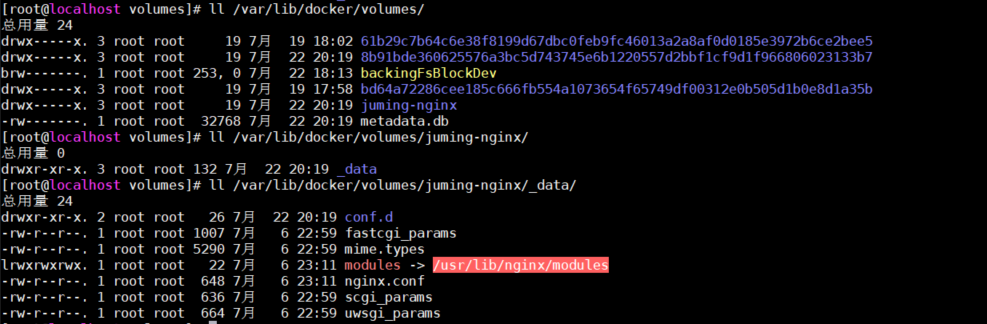 [root@localhost volumes]# ll /var/lib/docker/volumes/
总用量 24
drwx-----x. 3 root root     19 7月  19 18:02 61b29c7b64c6e38f8199d67dbc0feb9fc46013a2a8af0d0185e3972b6ce2bee5
drwx-----x. 3 root root     19 7月  22 20:19 8b91bde360625576a3bc5d743745e6b1220557d2bbf1cf9d1f966806023133b7
brw-------. 1 root root 253, 0 7月  22 18:13 backingFsBlockDev
drwx-----x. 3 root root     19 7月  19 17:58 bd64a72286cee185c666fb554a1073654f65749df00312e0b505d1b0e8d1a35b
drwx-----x. 3 root root     19 7月  22 20:19 juming-nginx
-rw-------. 1 root root  32768 7月  22 20:19 metadata.db
[root@localhost volumes]# ll /var/lib/docker/volumes/juming-nginx/
总用量 0
drwxr-xr-x. 3 root root 132 7月  22 20:19 _data
[root@localhost volumes]# ll /var/lib/docker/volumes/juming-nginx/_data/
总用量 24
drwxr-xr-x. 2 root root   26 7月  22 20:19 conf.d
-rw-r--r--. 1 root root 1007 7月   6 22:59 fastcgi_params
-rw-r--r--. 1 root root 5290 7月   6 22:59 mime.types
lrwxrwxrwx. 1 root root   22 7月   6 23:11 modules -> /usr/lib/nginx/modules
-rw-r--r--. 1 root root  648 7月   6 23:11 nginx.conf
-rw-r--r--. 1 root root  636 7月   6 22:59 scgi_params
-rw-r--r--. 1 root root  664 7月   6 22:59 uwsgi_params